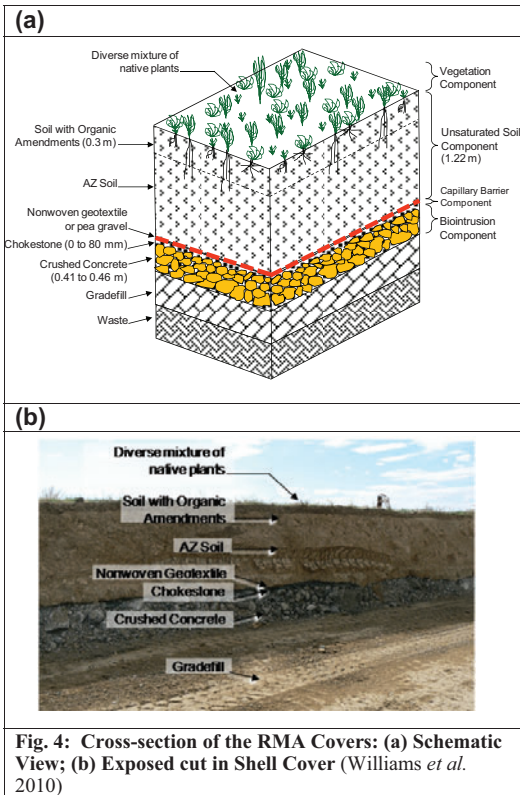 (a)
Diverse mixture of
native plants
Vegetation
Component
Soil with Organic
Amendments (0.3 m)
Unsaturated Soil
Component
(1.22 m)
AZ Soil
Capillary Barrier
Component
Nonwoven geotextile
or pea gravel
Biointrusion
Component
Chokestone (0 to 80 mm)
Crushed Concrete
(0.41 to 0.46 m)
Gradefill
Waste
(b)
Diverse mixture of
native plants
Soil with Organic
Amendments
AZ Soil
Nonwoven Geotextile
Chokestone
Crushed Concrete
Gradefill
Fig. 4: Cross-section of the RMA Covers: (a) Schematic
View; (b) Exposed cut in Shell Cover (Williams et al.
2010)